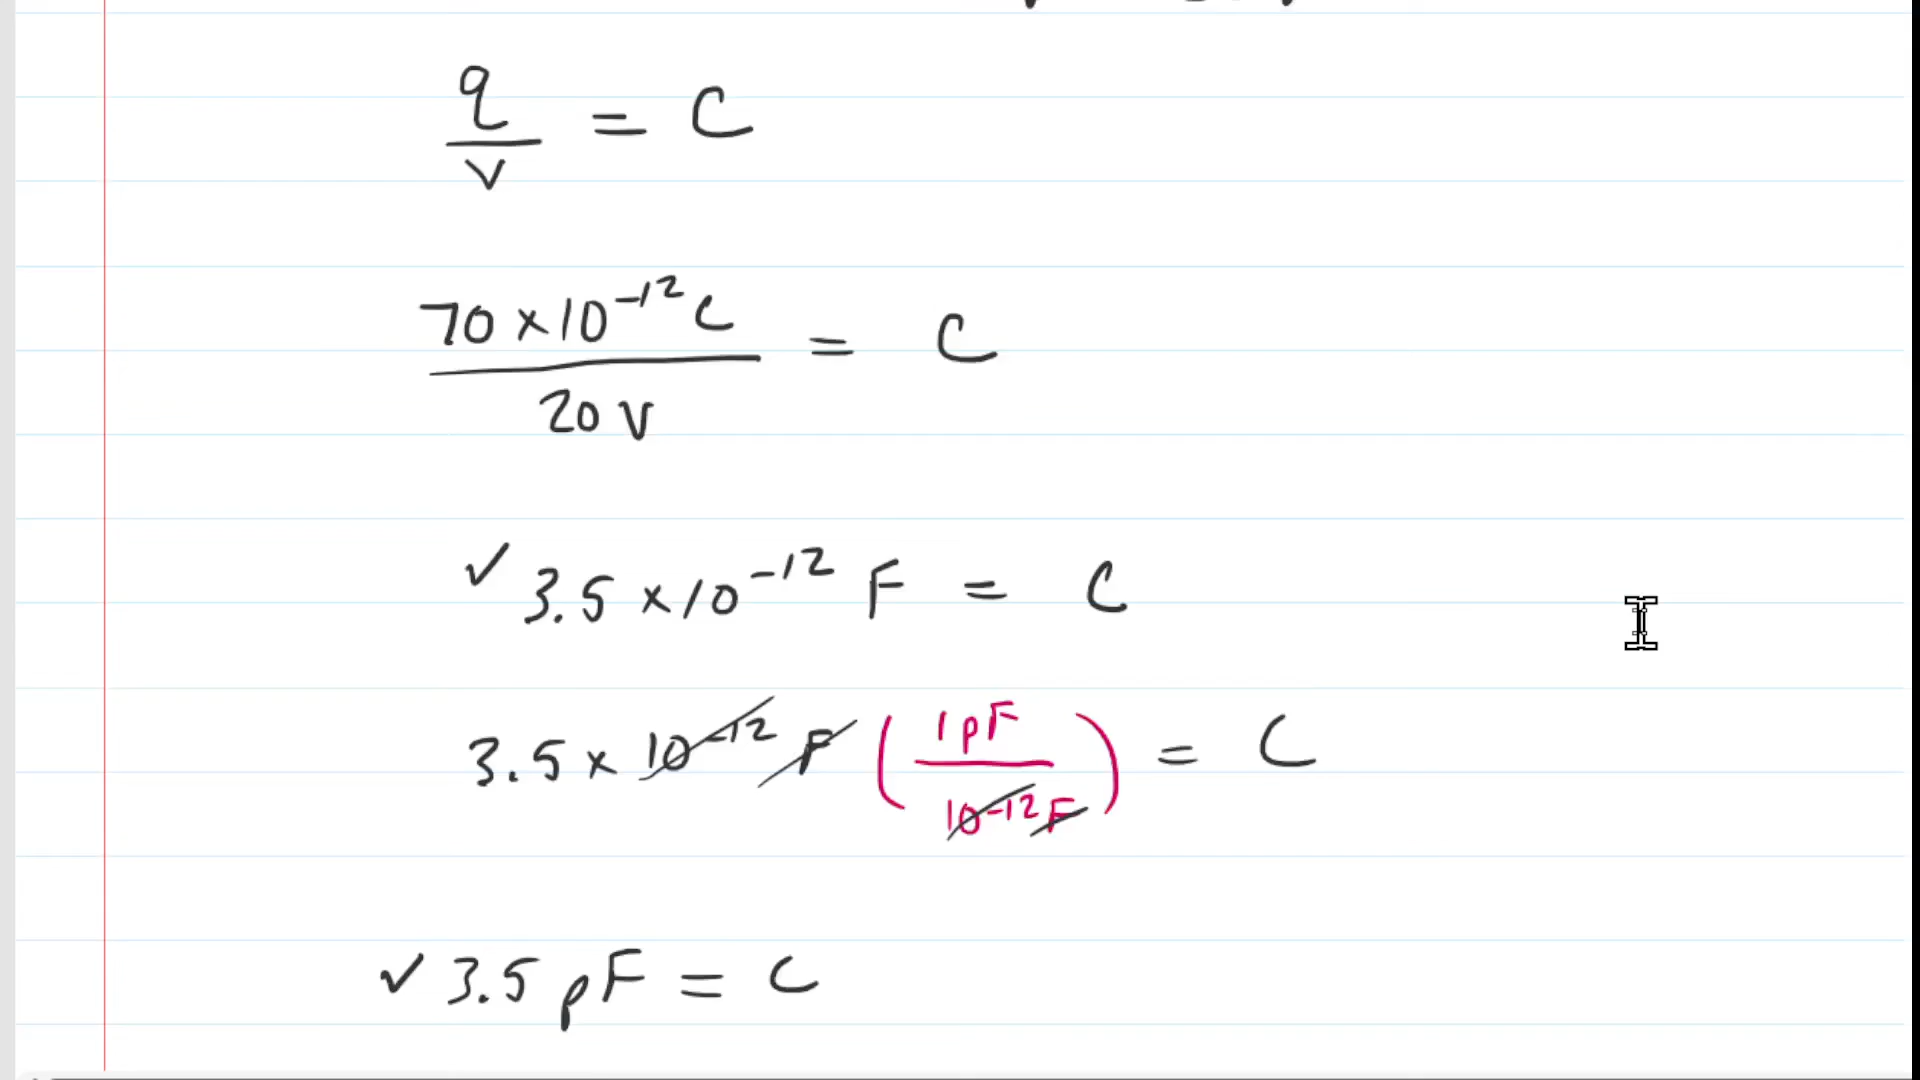 q/v = C
70 x 10^-12 C / 20 V = C
✓ 3.5 x 10^-12 F = C
3.5 x 10^-12 F (1 pF / 10^-12 F) = C
✓ 3.5 pF = C